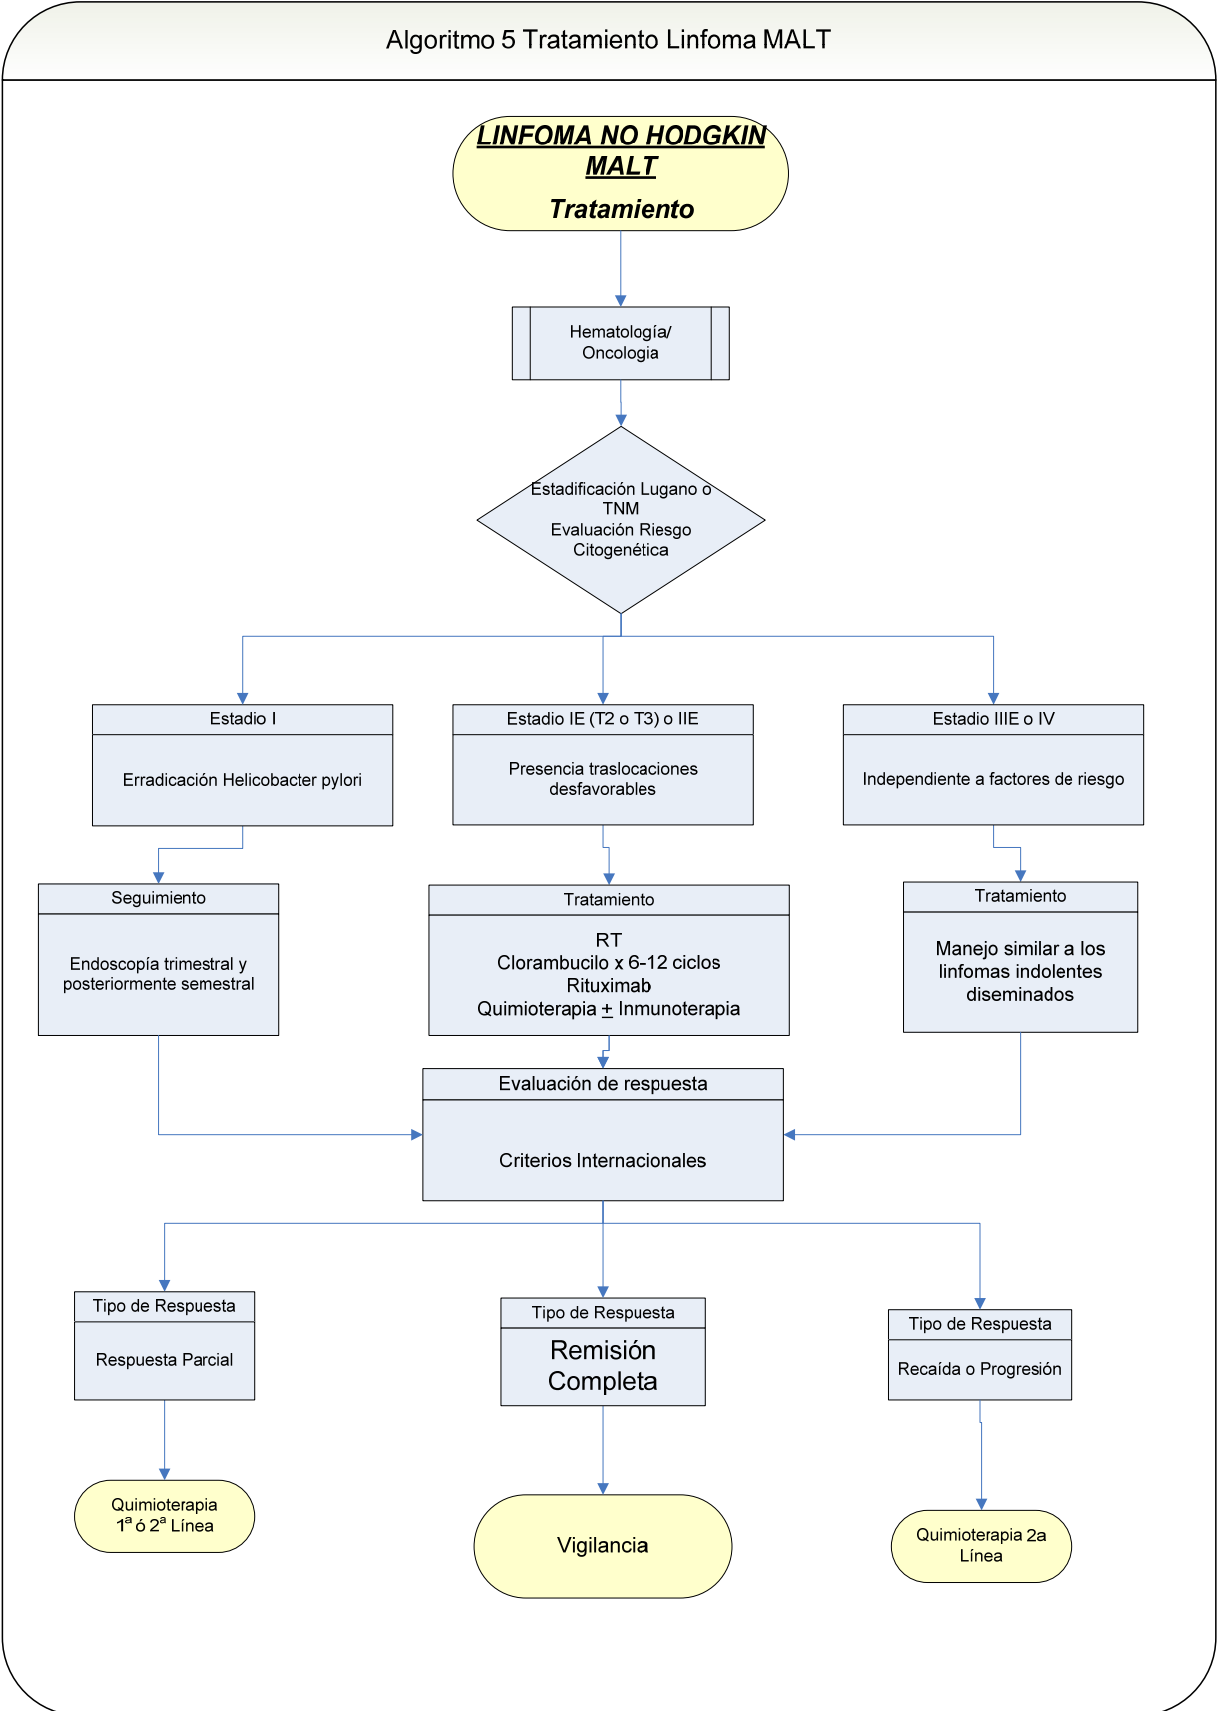 Algoritmo 5 Tratamiento Linfoma MALT
LINFOMA NO HODGKIN
MALT
Tratamiento
Hematología/
Oncologia
Estadificación Lugano o
TNM
Evaluación Riesgo
Citogenética
Estadio I
Erradicación Helicobacter pylori
Estadio IE (T2 o T3) o IIE
Presencia traslocaciones
desfavorables
Estadio IIIE o IV
Independiente a factores de riesgo
Seguimiento
Endoscopía trimestral y
posteriormente semestral
Tratamiento
RT
Clorambucilo x 6-12 ciclos
Rituximab
Quimioterapia ± Inmunoterapia
Tratamiento
Manejo similar a los
linfomas indolentes
diseminados
Evaluación de respuesta
Criterios Internacionales
Tipo de Respuesta
Respuesta Parcial
Tipo de Respuesta
Remisión
Completa
Tipo de Respuesta
Recaída o Progresión
Quimioterapia
1ª ó 2ª Línea
Vigilancia
Quimioterapia 2a
Línea